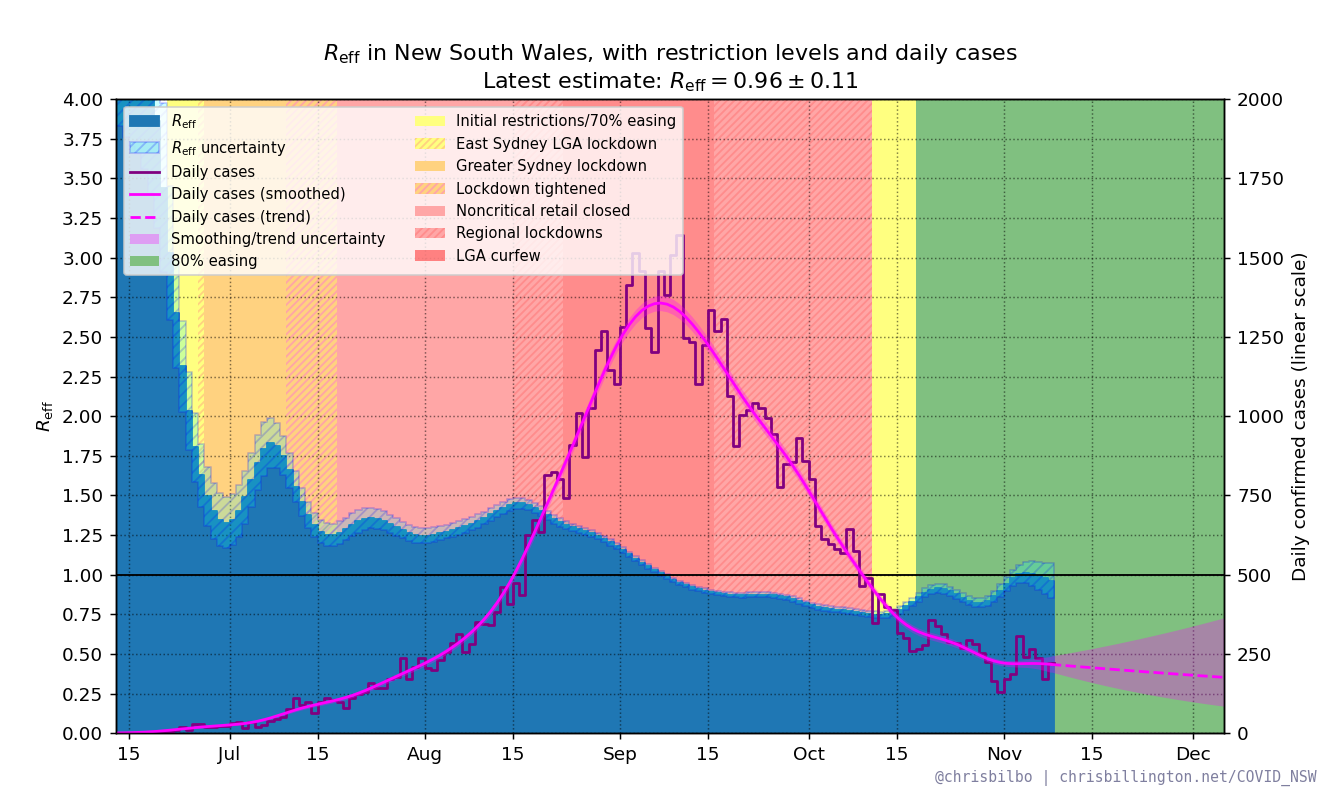 Reff in New South Wales, with restriction levels and daily cases
Latest estimate: Reff = 0.96 ± 0.11
4.00
3.75
3.50
3.25
3.00
2.75
2.50
2.25
2.00
1.75
1.50
1.25
1.00
0.75
0.50
0.25
0.00
Reff
Reff
Reff uncertainty
Daily cases
Daily cases (smoothed)
Daily cases (trend)
Smoothing/trend uncertainty
80% easing
Initial restrictions/70% easing
East Sydney LGA lockdown
Greater Sydney lockdown
Lockdown tightened
Noncritical retail closed
Regional lockdowns
LGA curfew
2000
1750
1500
1250
1000
750
500
250
0
Daily confirmed cases (linear scale)
15 Jul 15 Aug 15 Sep 15 Oct 15 Nov 15 Dec
@chrisbilbo | chrisbillington.net/COVID_NSW